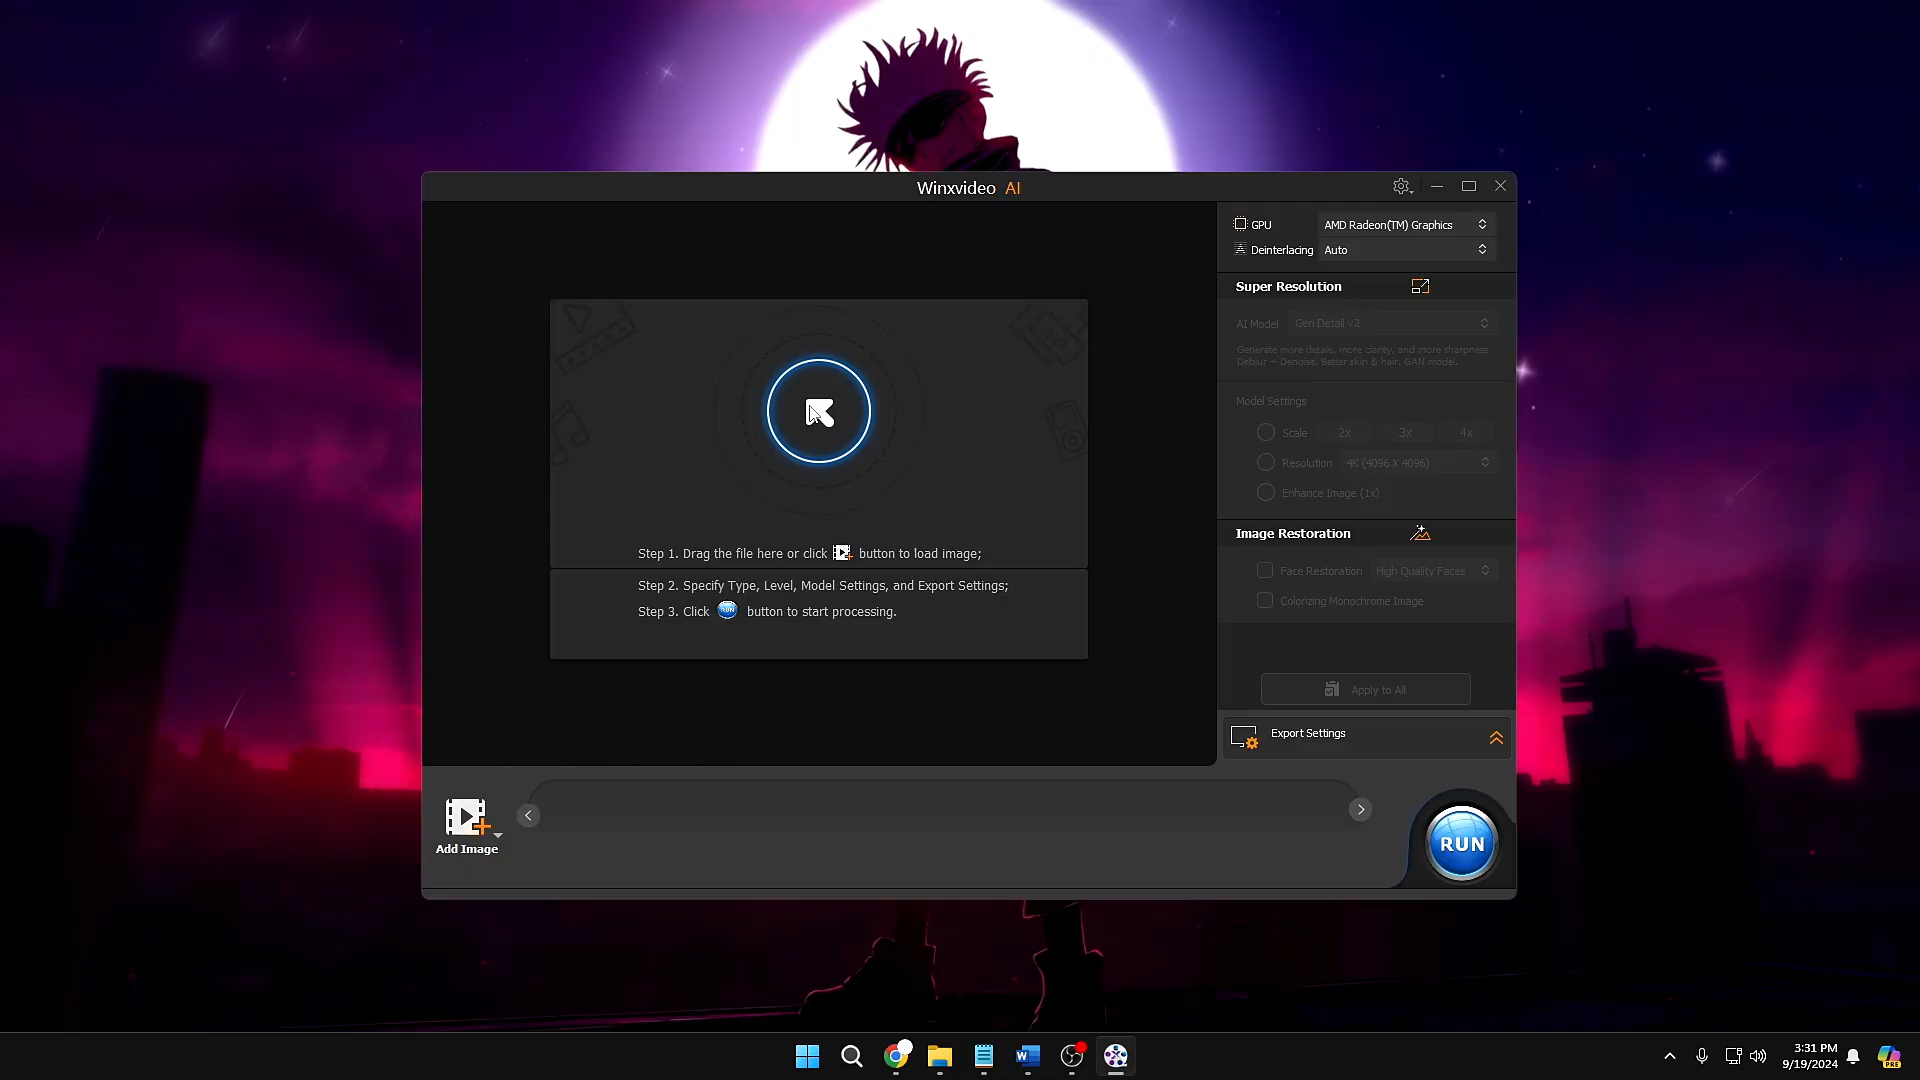 Winxvideo AI
GPU AMD Radeon(TM) Graphics
Deinterlacing Auto
Super Resolution
AI Model Gen Detail v2
Generate more details, more clarity, and more sharpness.
Deblur + Denoise. Better skin & hair. GAN model.
Model Settings
Scale 2x 3x 4x
Resolution 4K (4096 X 4096)
Enhance Image (1x)
Image Restoration
Face Restoration High Quality Faces
Colorizing Monochrome Image
Apply to All
Export Settings
Step 1. Drag the file here or click button to load image;
Step 2. Specify Type, Level, Model Settings, and Export Settings;
Step 3. Click RUN button to start processing.
Add Image
RUN
3:31 PM
9/19/2024
PRE